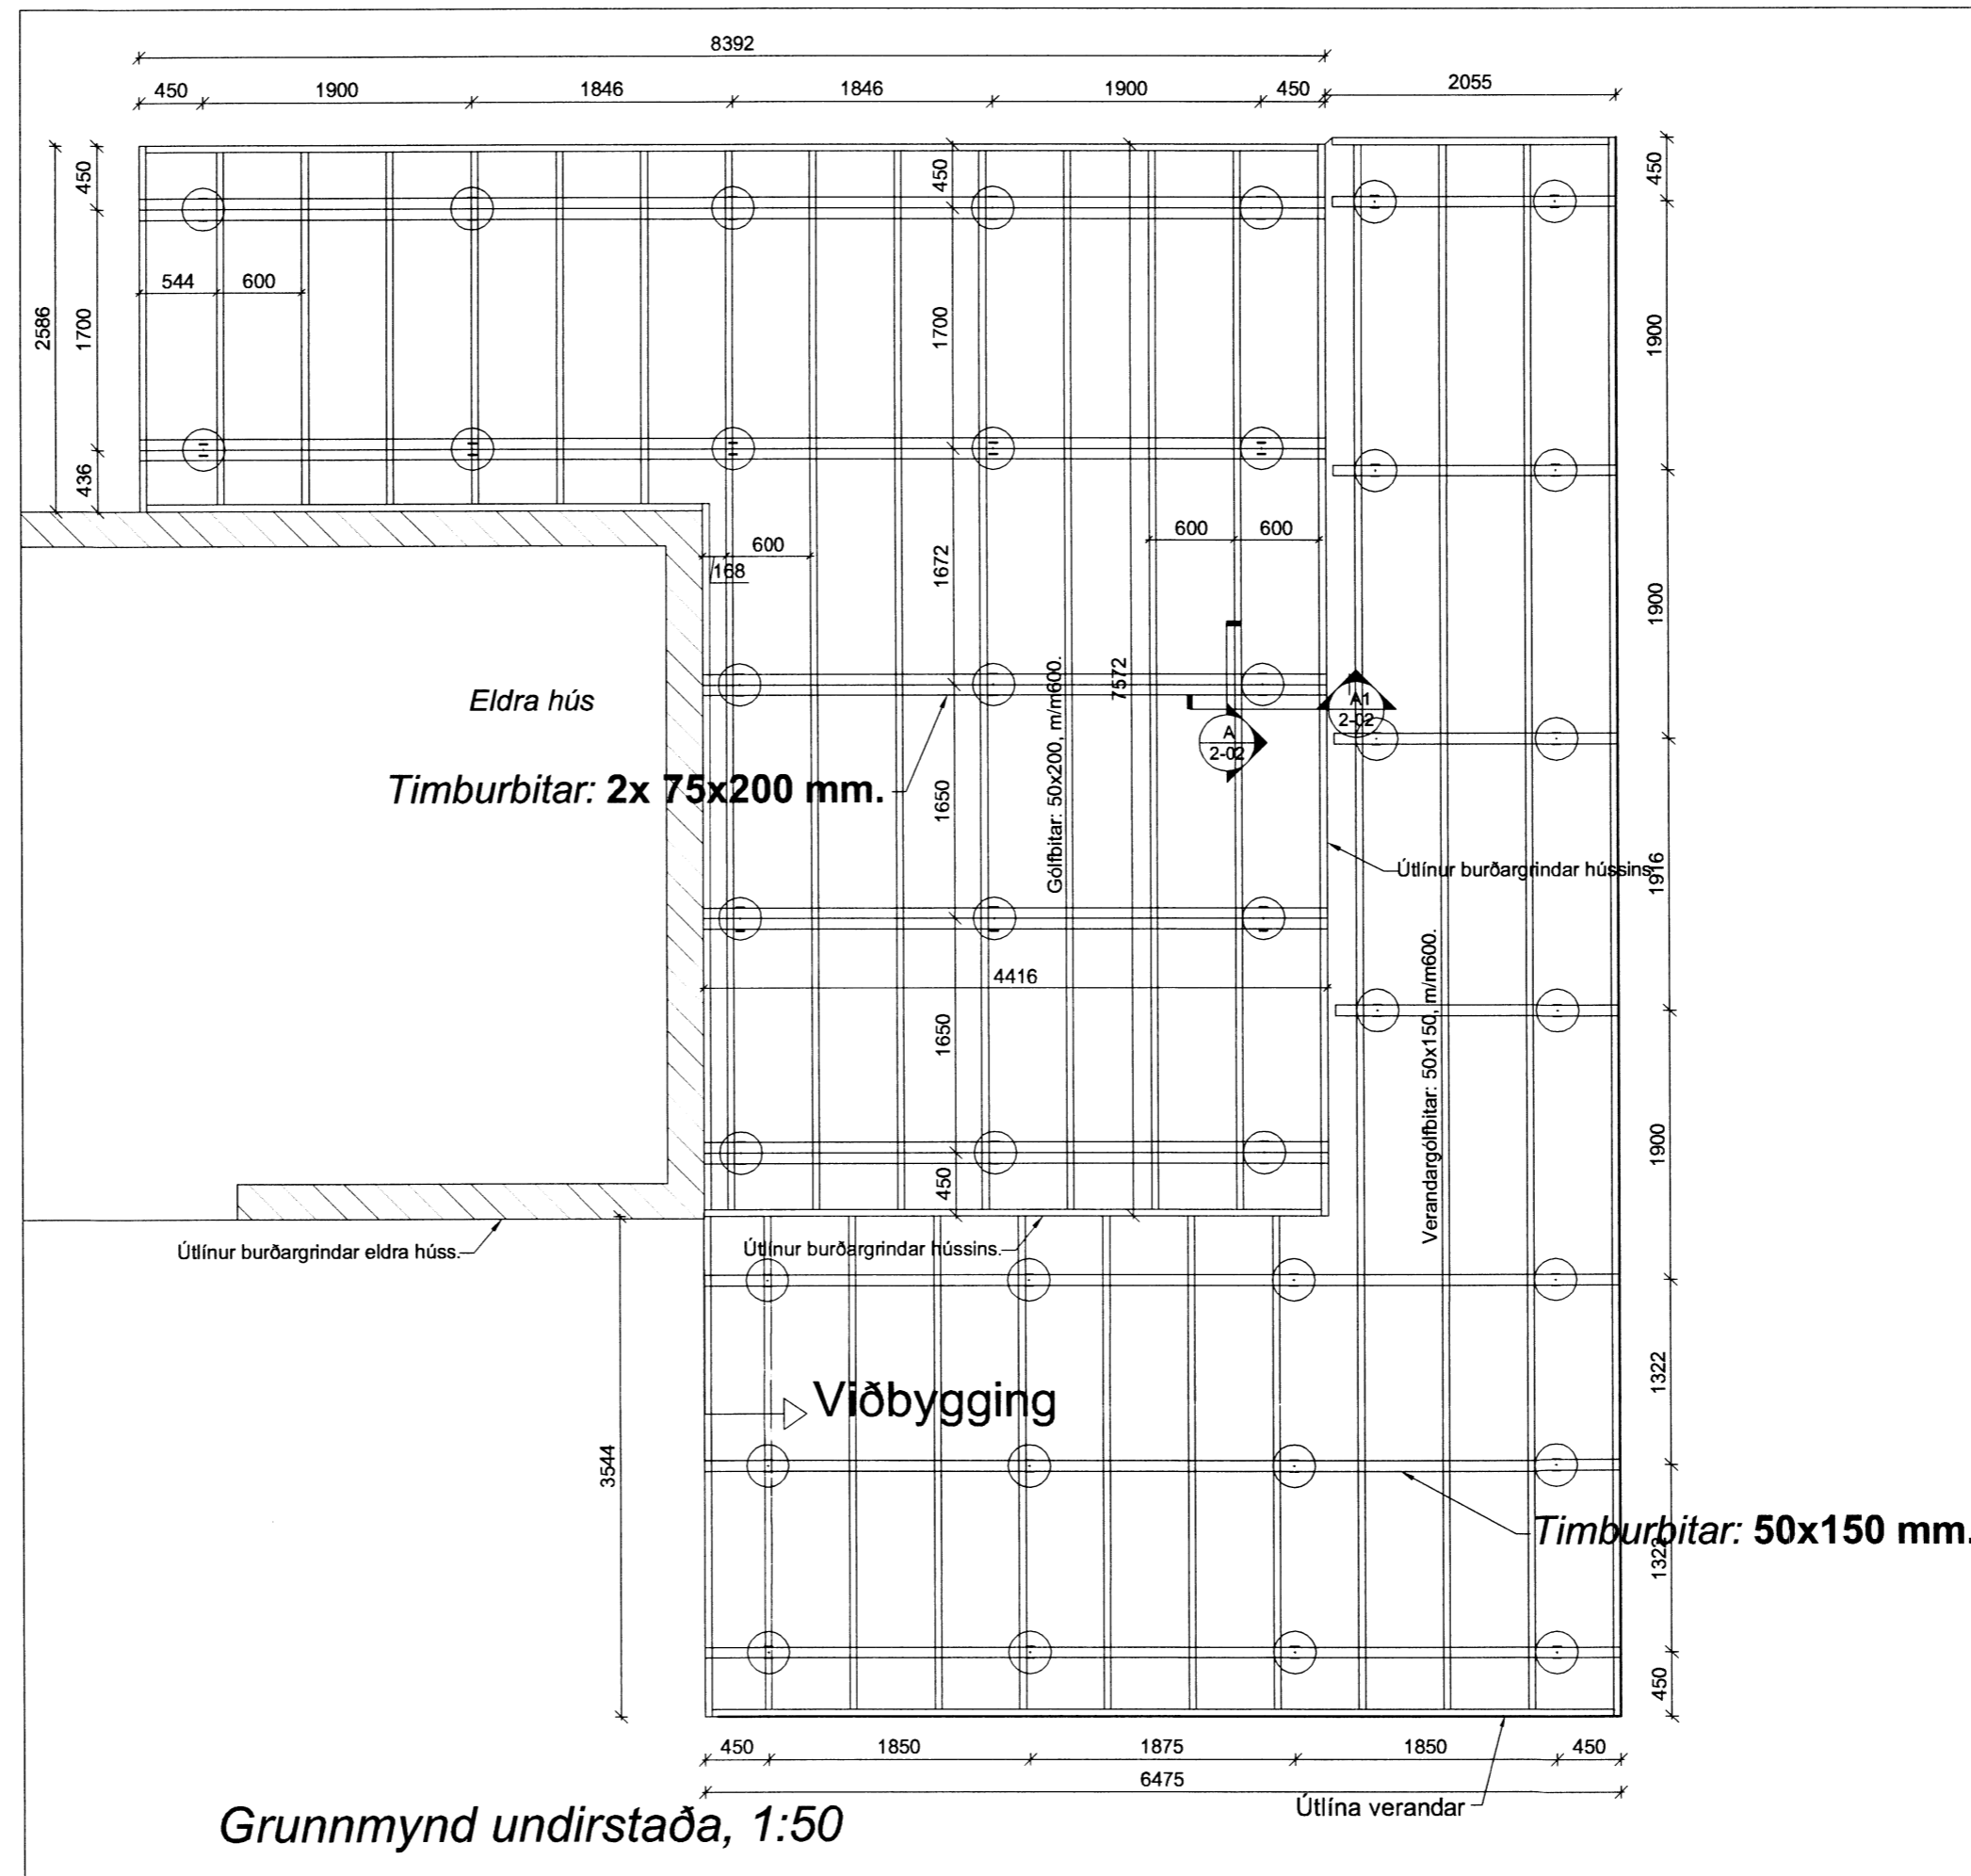 8392
450 1900 1846 1846 1900 450 2055
2586
450
1700
436
450
1700
1672
1650
1650
450
7572
450
1900
1900
1916
1900
1322
1322
450
544 600
600
168
600 600
Eldra hús
Timburbitar: 2x 75x200 mm.
Gólfbitar: 50x200, m/m600.
A
2-02
A1
2-02
Útlínur burðargrindar hússins.
4416
Verandargólfbitar: 50x150, m/m600.
Útlínur burðargrindar eldra húss.
Útlínur burðargrindar hússins.
Viðbygging
3544
Timburbitar: 50x150 mm.
450 1850 1875 1850 450
6475
Útlína verandar
Grunnmynd undirstaða, 1:50